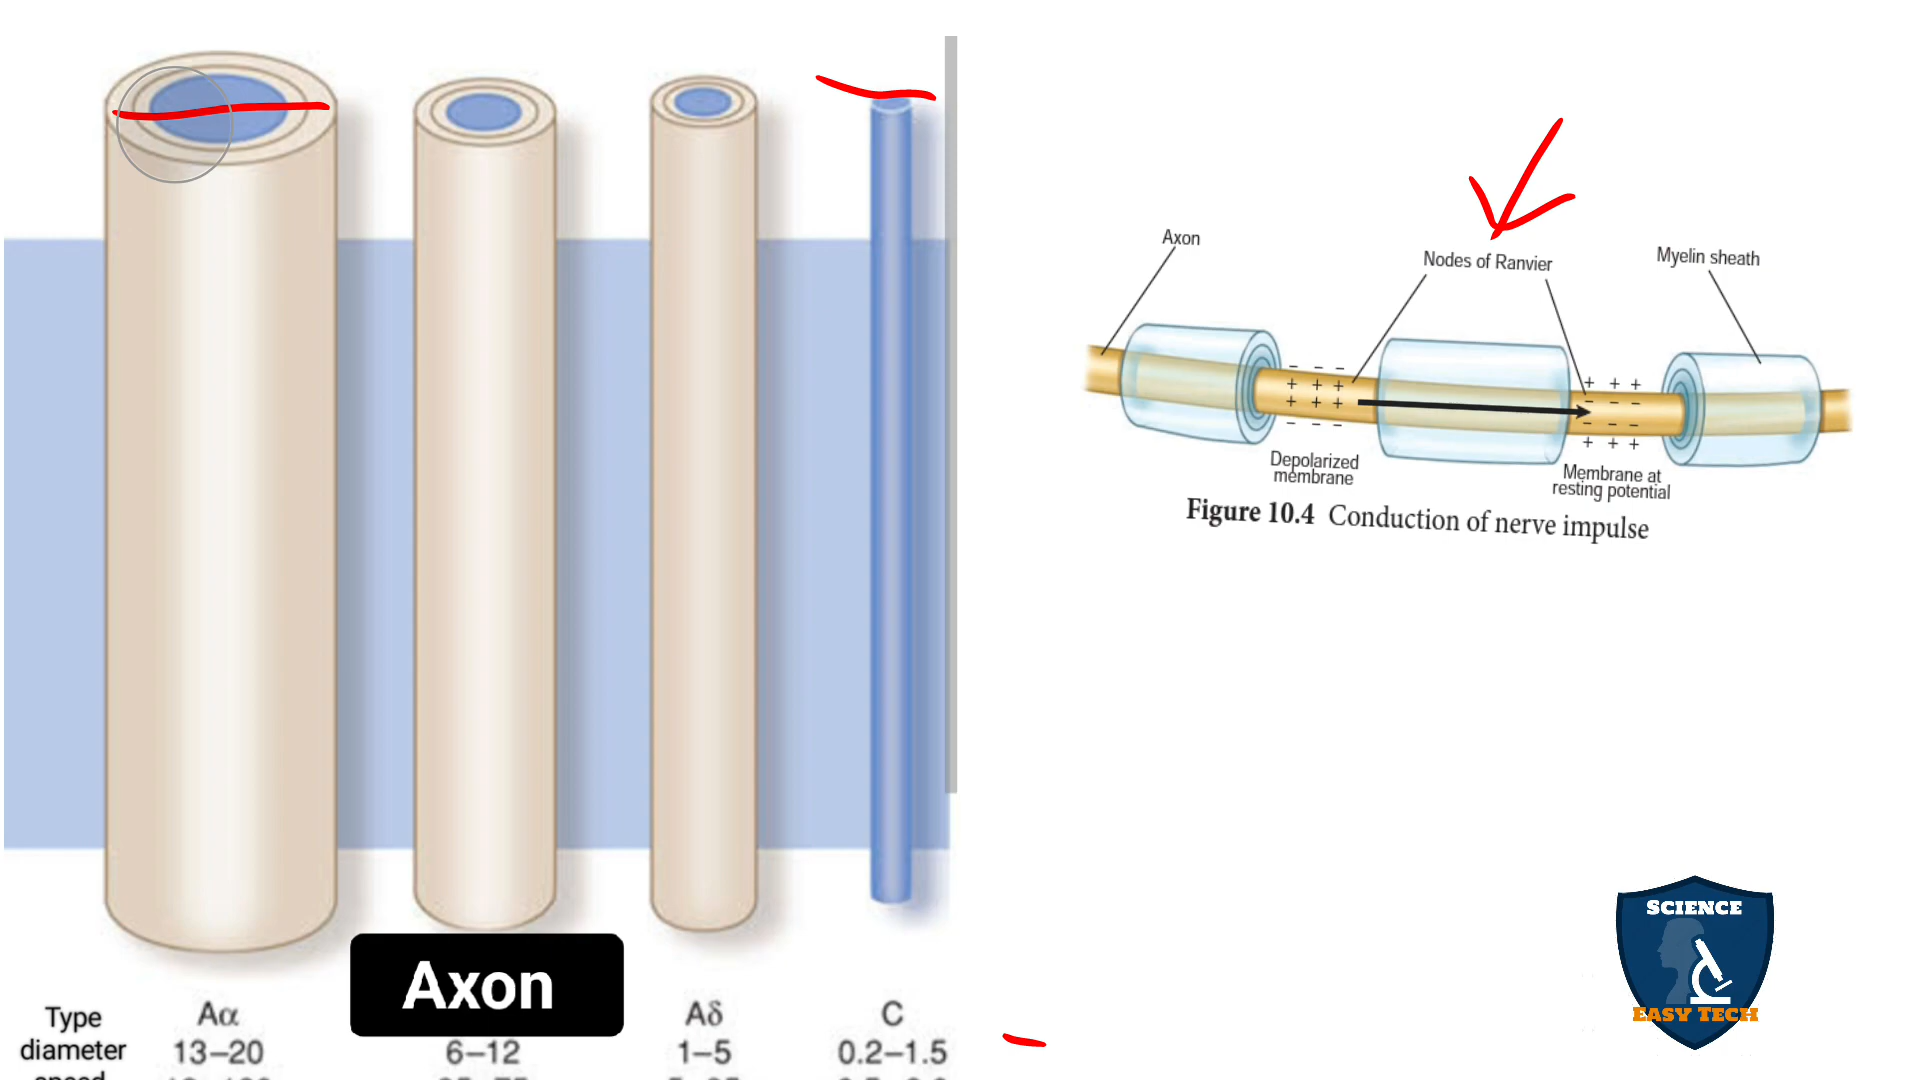 Axon
Nodes of Ranvier
Myelin sheath
− − −
+ + +
+ + +
− − −
+ + +
− − −
− − −
+ + +
Depolarized
membrane
Membrane at
resting potential
Figure 10.4 Conduction of nerve impulse
Axon
Type Aα Aδ C
diameter 13–20 6–12 1–5 0.2–1.5
SCIENCE
EASY TECH